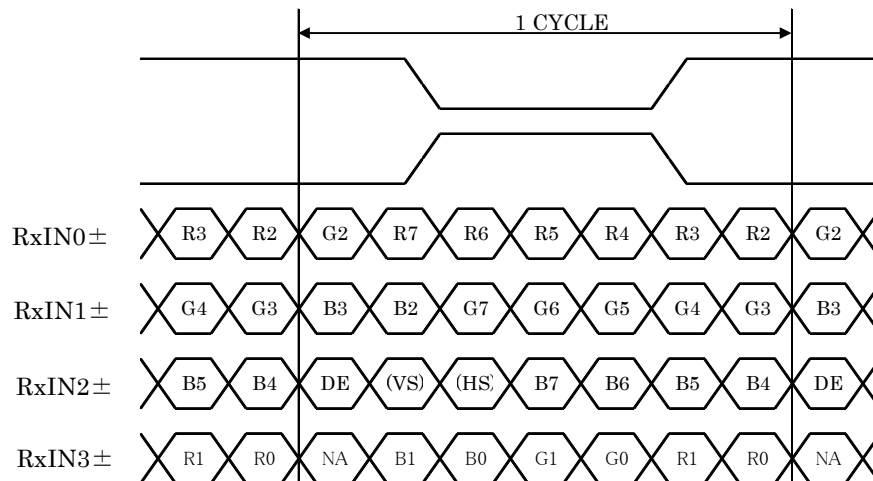 1 CYCLE
RxIN0± R3 R2 G2 R7 R6 R5 R4 R3 R2 G2
RxIN1± G4 G3 B3 B2 G7 G6 G5 G4 G3 B3
RxIN2± B5 B4 DE (VS) (HS) B7 B6 B5 B4 DE
RxIN3± R1 R0 NA B1 B0 G1 G0 R1 R0 NA